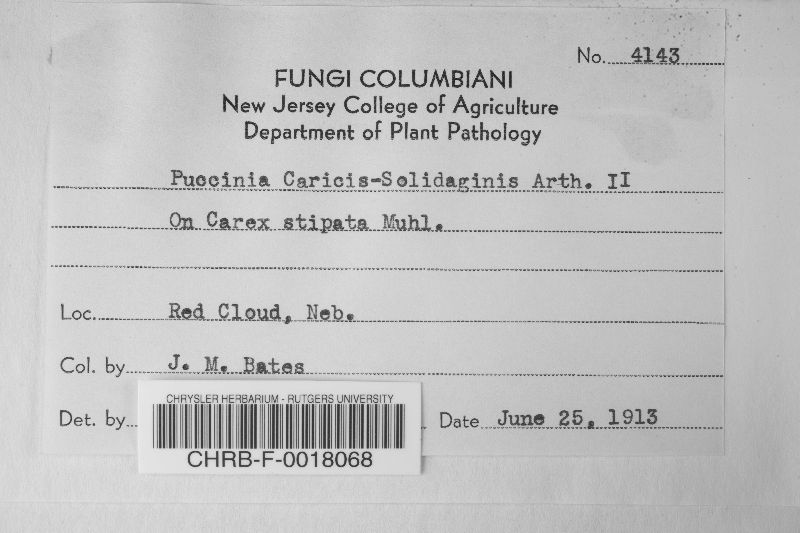 No. 4143
FUNGI COLUMBIANI
New Jersey College of Agriculture
Department of Plant Pathology
Puccinia Caricis-Solidaginis Arth. II
On Carex stipata Muhl.
Loc. Red Cloud, Neb.
Col. by J. M. Bates
Det. by Date June 25, 1913
CHRYSLER HERBARIUM - RUTGERS UNIVERSITY
CHRB-F-0018068